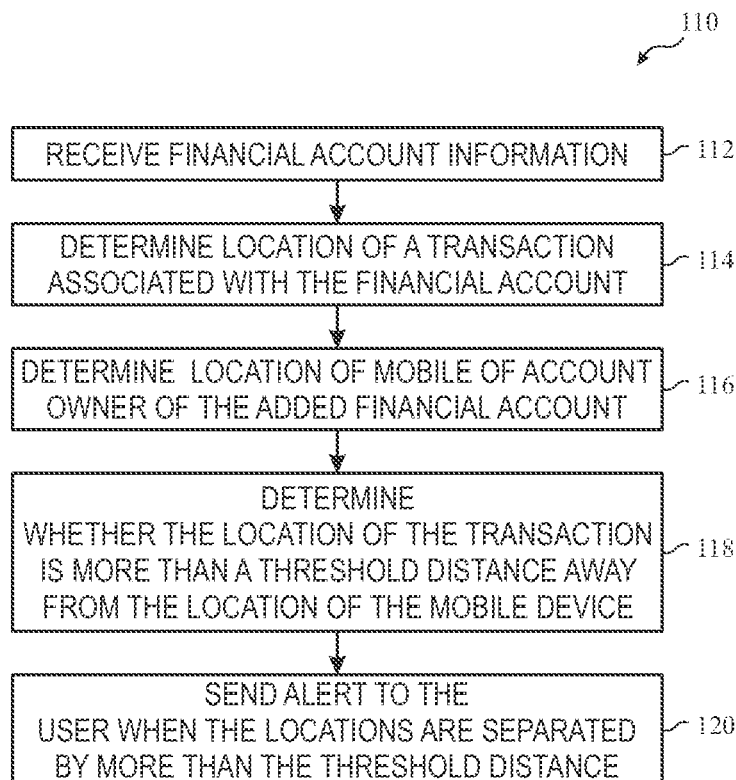 110
RECEIVE FINANCIAL ACCOUNT INFORMATION
112
DETERMINE LOCATION OF A TRANSACTION
ASSOCIATED WITH THE FINANCIAL ACCOUNT
114
DETERMINE LOCATION OF MOBILE OF ACCOUNT
OWNER OF THE ADDED FINANCIAL ACCOUNT
116
DETERMINE
WHETHER THE LOCATION OF THE TRANSACTION
IS MORE THAN A THRESHOLD DISTANCE AWAY
FROM THE LOCATION OF THE MOBILE DEVICE
118
SEND ALERT TO THE
USER WHEN THE LOCATIONS ARE SEPARATED
BY MORE THAN THE THRESHOLD DISTANCE
120